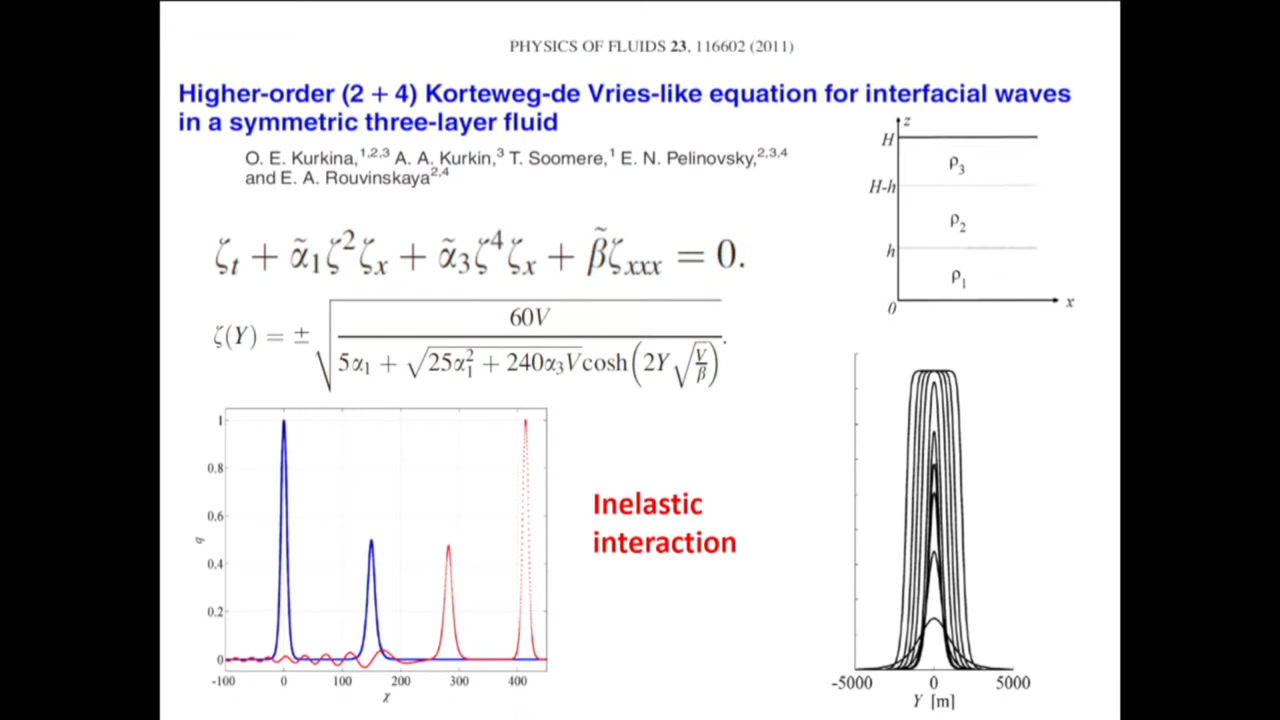 PHYSICS OF FLUIDS 23, 116602 (2011)
Higher-order (2 + 4) Korteweg-de Vries-like equation for interfacial waves
in a symmetric three-layer fluid
O. E. Kurkina,1,2,3 A. A. Kurkin,3 T. Soomere,1 E. N. Pelinovsky,2,3,4
and E. A. Rouvinskaya2,4
z
H
ρ3
H-h
ρ2
h
ρ1
0
x
ζt + α̃1ζ²ζx + α̃3ζ⁴ζx + β̃ζxxx = 0.
ζ(Y) = ± √(60V / (5α1 + √(25α1² + 240α3V) cosh(2Y√(V/β)))).
1
0.8
0.6
0.4
0.2
0
q
-100 0 100 200 300 400
χ
Inelastic
interaction
-5000 0 5000
Y [m]